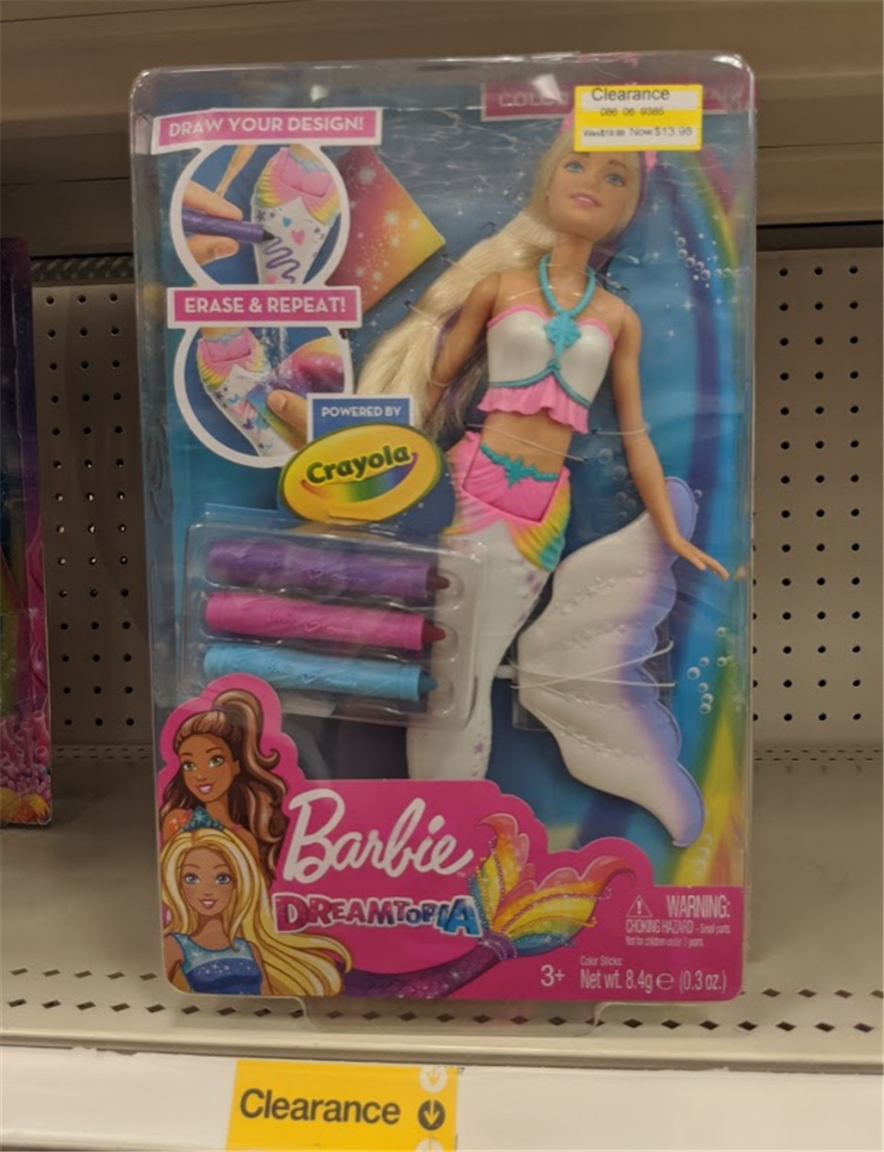 Clearance
086 06 9385
Was$19.99 Now$13.98
COLOR
DRAW YOUR DESIGN!
ERASE & REPEAT!
POWERED BY
Crayola
Barbie
DREAMTOPIA
WARNING:
CHOKING HAZARD - Small parts
Not for children under 3 years.
3+
Color Sticks:
Net wt. 8.4g e (0.3 oz.)
Clearance